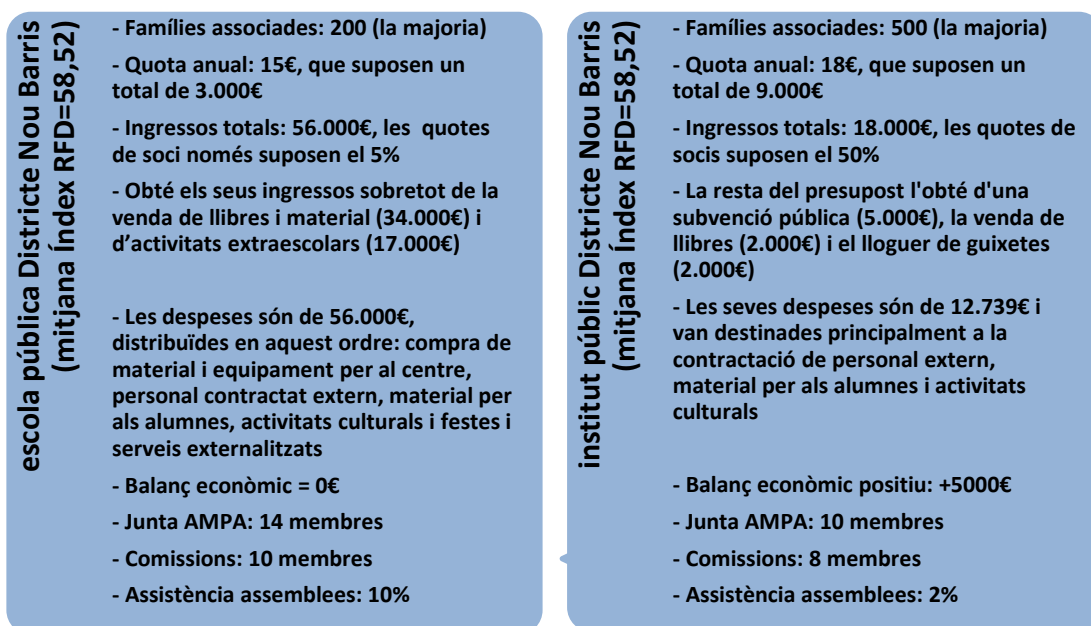 escola pública Districte Nou Barris
(mitjana Índex RFD=58,52)
- Famílies associades: 200 (la majoria)
- Quota anual: 15€, que suposen un
total de 3.000€
- Ingressos totals: 56.000€, les quotes
de soci només suposen el 5%
- Obté els seus ingressos sobretot de la
venda de llibres i material (34.000€) i
d’activitats extraescolars (17.000€)
- Les despeses són de 56.000€,
distribuïdes en aquest ordre: compra de
material i equipament per al centre,
personal contractat extern, material per
als alumnes, activitats culturals i festes i
serveis externalitzats
- Balanç econòmic = 0€
- Junta AMPA: 14 membres
- Comissions: 10 membres
- Assistència assemblees: 10%
institut públic Districte Nou Barris
(mitjana Índex RFD=58,52)
- Famílies associades: 500 (la majoria)
- Quota anual: 18€, que suposen un
total de 9.000€
- Ingressos totals: 18.000€, les quotes de
socis suposen el 50%
- La resta del presupost l'obté d'una
subvenció pública (5.000€), la venda de
llibres (2.000€) i el lloguer de guixetes
(2.000€)
- Les seves despeses són de 12.739€ i
van destinades principalment a la
contractació de personal extern,
material per als alumnes i activitats
culturals
- Balanç econòmic positiu: +5000€
- Junta AMPA: 10 membres
- Comissions: 8 membres
- Assistència assemblees: 2%